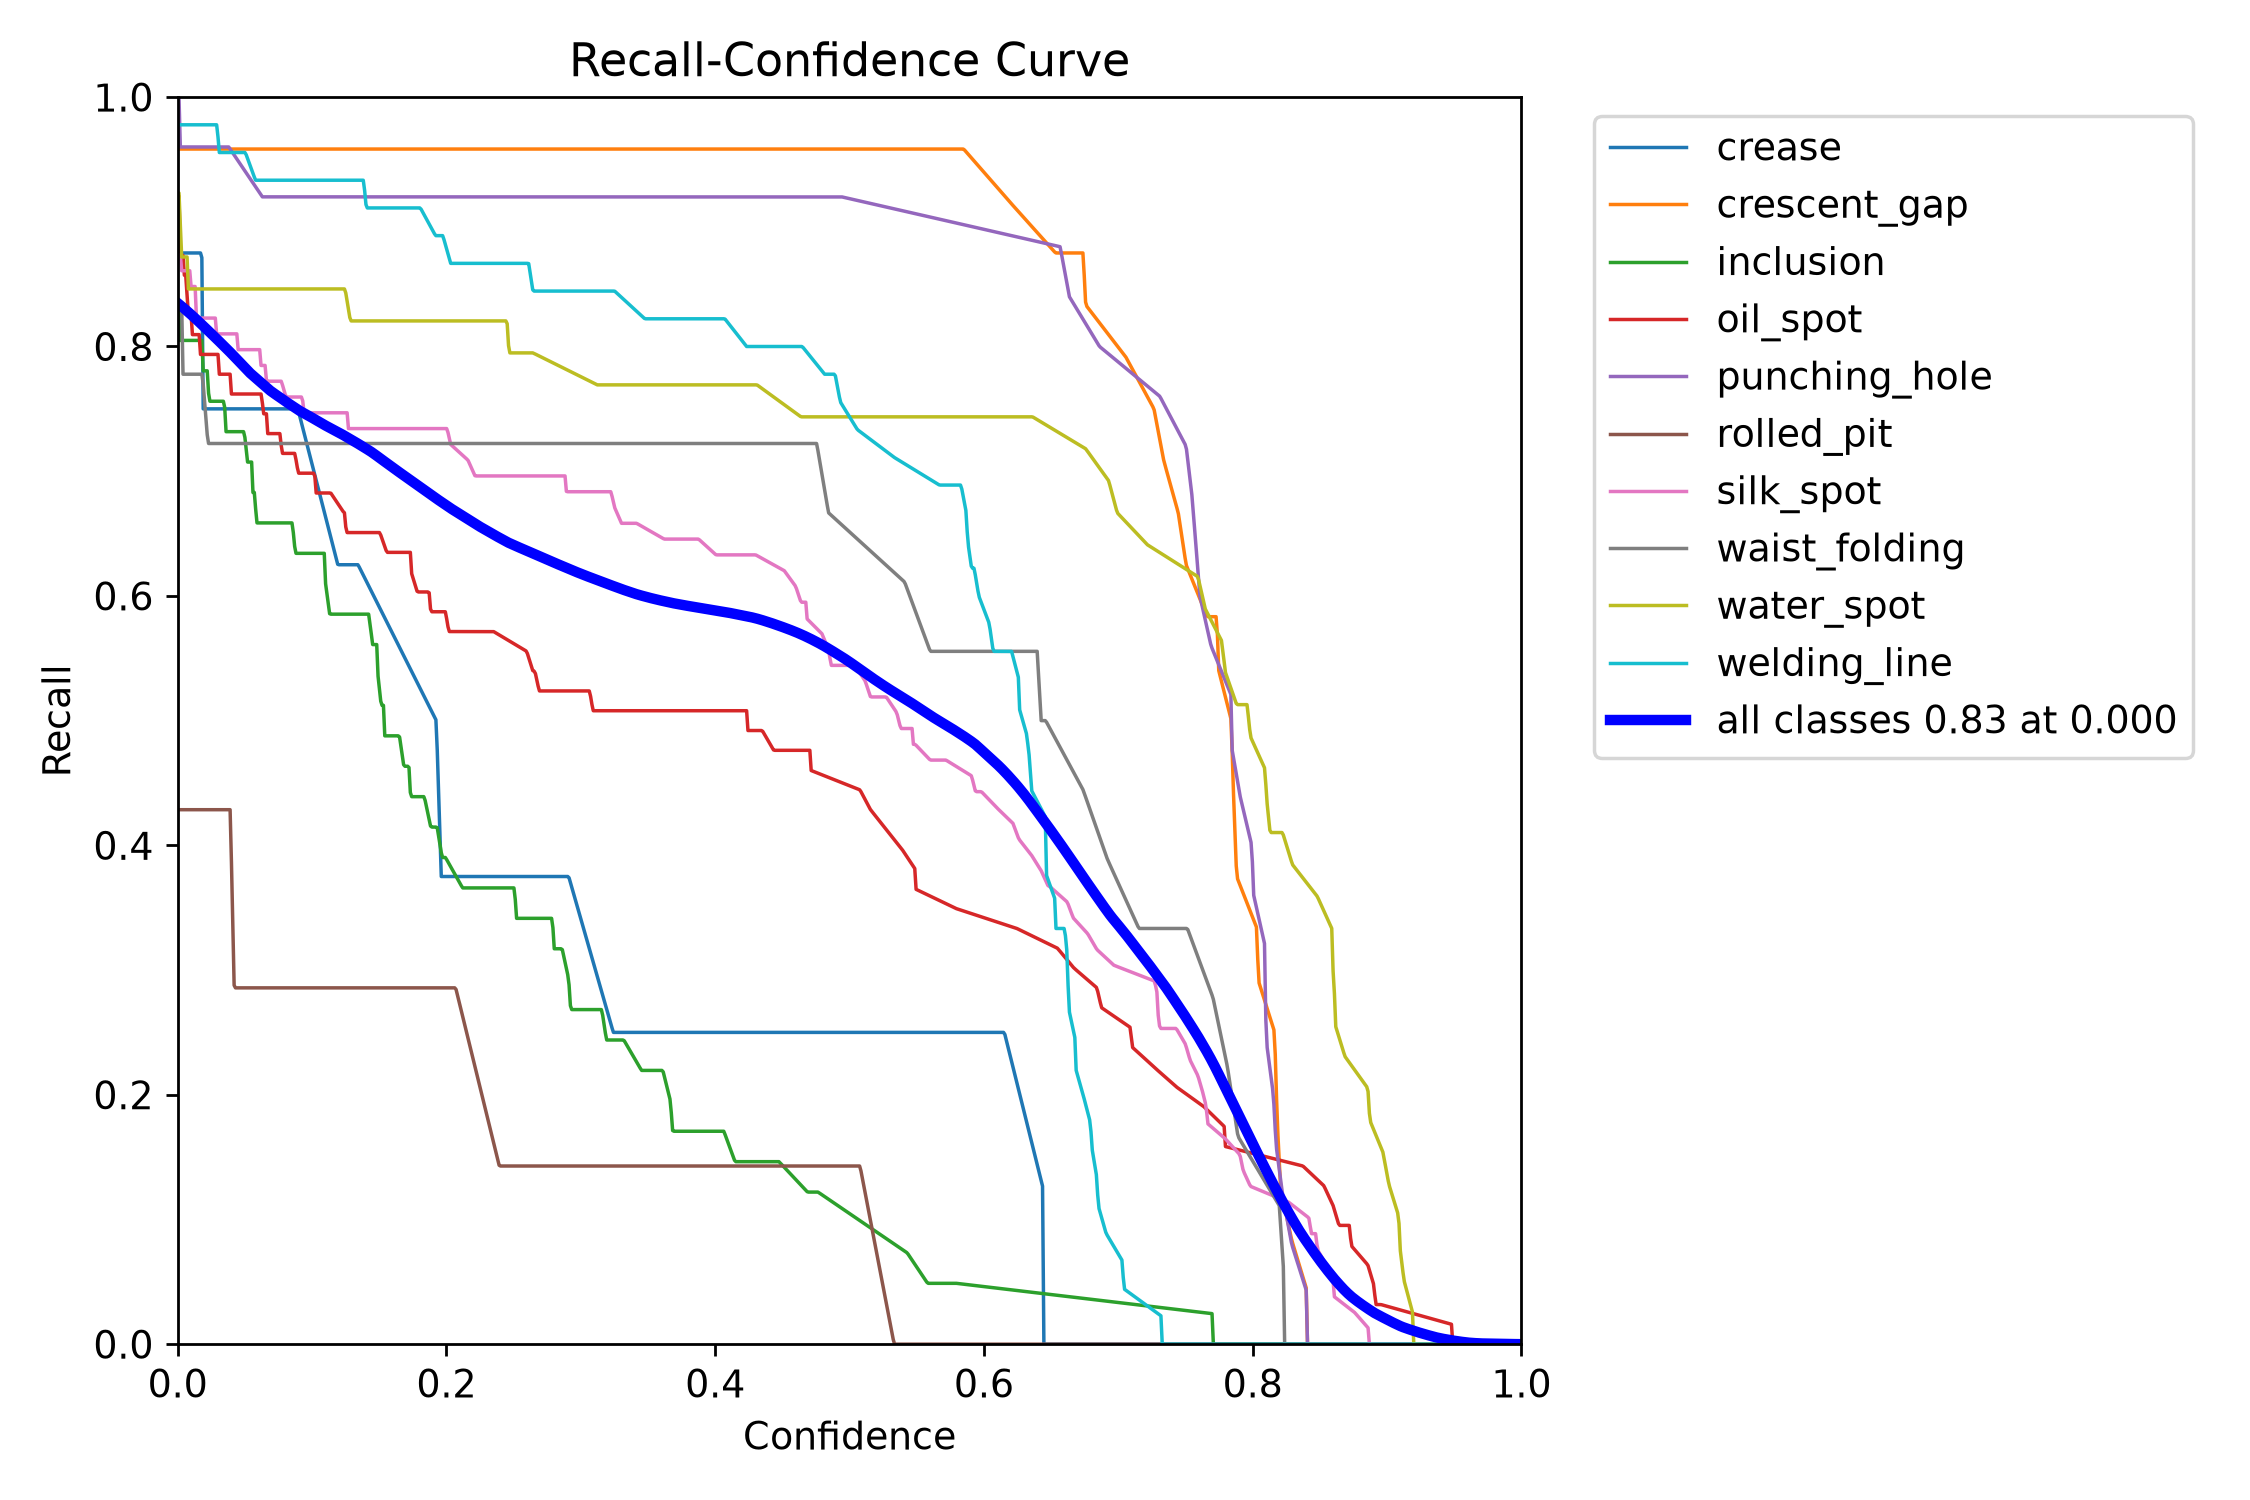 Recall-Confidence Curve
1.0
0.8
0.6
0.4
0.2
0.0
Recall
0.0 0.2 0.4 0.6 0.8 1.0
Confidence
crease
crescent_gap
inclusion
oil_spot
punching_hole
rolled_pit
silk_spot
waist_folding
water_spot
welding_line
all classes 0.83 at 0.000